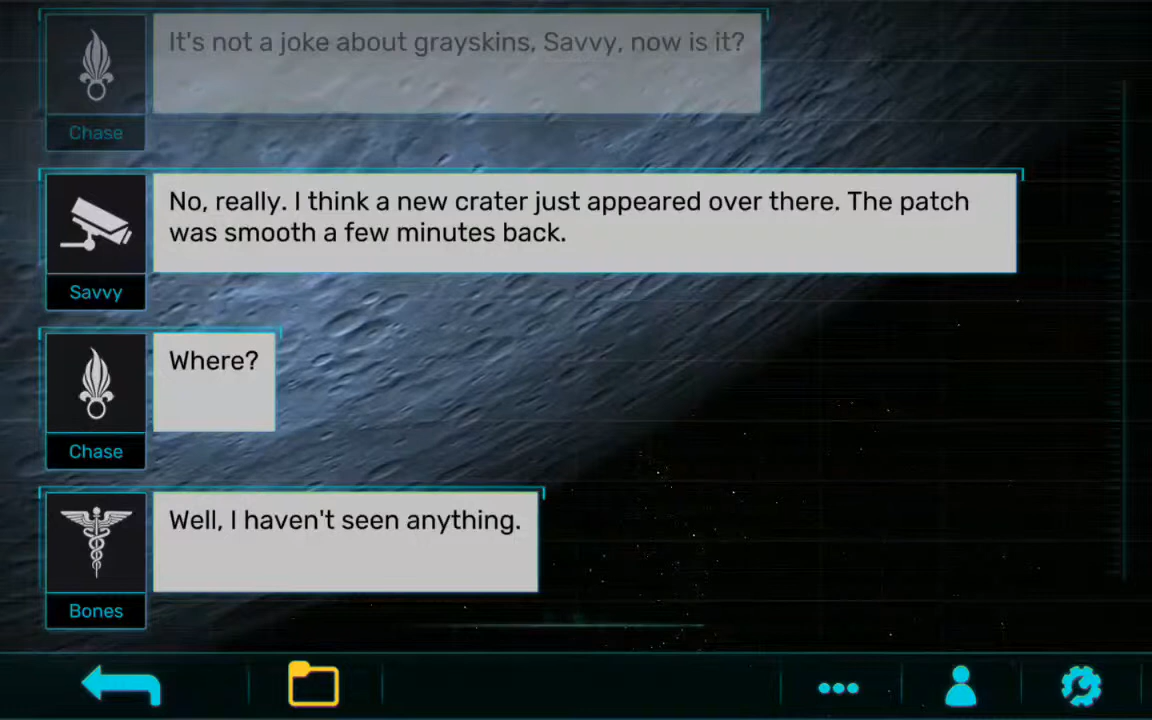 It's not a joke about grayskins, Savvy, now is it?
Chase
No, really. I think a new crater just appeared over there. The patch
was smooth a few minutes back.
Savvy
Where?
Chase
Well, I haven't seen anything.
Bones